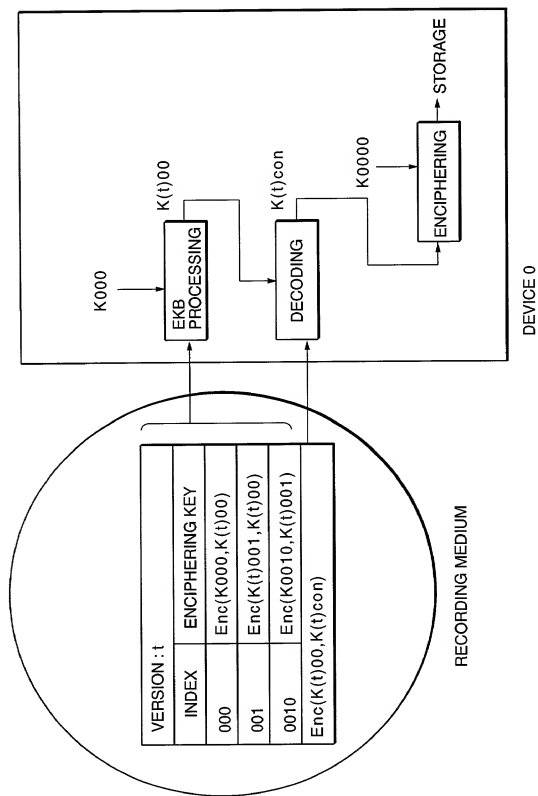 VERSION : t
INDEX ENCIPHERING KEY
000 Enc(K000,K(t)00)
001 Enc(K(t)001,K(t)00)
0010 Enc(K0010,K(t)001)
Enc(K(t)00,K(t)con)
RECORDING MEDIUM
K000
EKB
PROCESSING
K(t)00
DECODING
K(t)con
K0000
ENCIPHERING
STORAGE
DEVICE 0